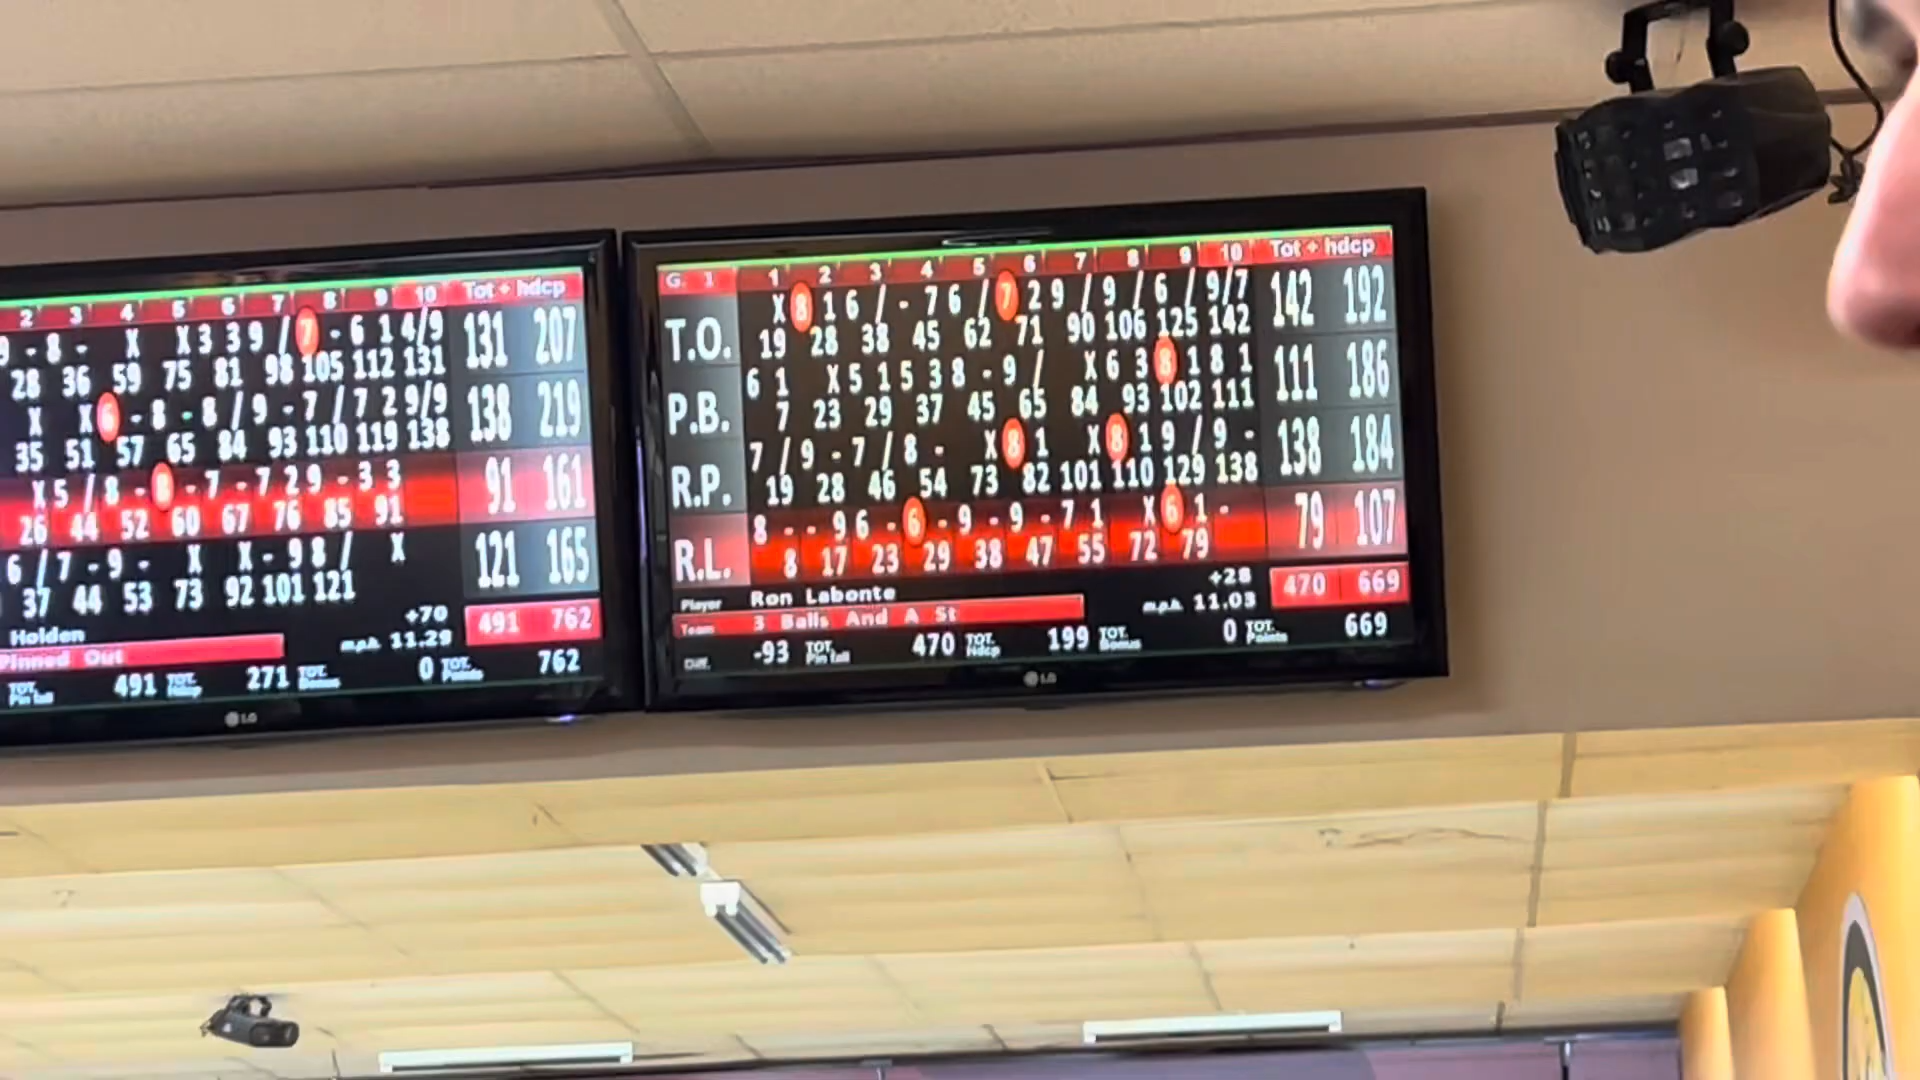 2 3 4 5 6 7 8 9 10 Tot + hdcp
9 - 8 - X X 3 3 9 / 7 - 6 1 4/9 131 207
28 36 59 75 81 98 105 112 131
X X 6 - 8 - 8 / 9 - 7 / 7 2 9/9 138 219
35 51 57 65 84 93 110 119 138
X 5 / 8 - 8 - 7 - 7 2 9 - 3 3 91 161
26 44 52 60 67 76 85 91
6 / 7 - 9 - X X - 9 8 / X 121 165
37 44 53 73 92 101 121
Holden +70 491 762
Pinned Out m.p.h. 11.29
TOT. Pin fall 491 TOT. Hdcp 271 TOT. Bonus 0 TOT. Points 762
LG
G. 1 1 2 3 4 5 6 7 8 9 10 Tot + hdcp
T.O. X 8 1 6 / - 7 6 / 7 2 9 / 9 / 6 / 9/7 142 192
19 28 38 45 62 71 90 106 125 142
P.B. 6 1 X 5 1 5 3 8 - 9 / X 6 3 8 1 8 1 111 186
7 23 29 37 45 65 84 93 102 111
R.P. 7 / 9 - 7 / 8 - X 8 1 X 8 1 9 / 9 - 138 184
19 28 46 54 73 82 101 110 129 138
R.L. 8 - - 9 6 - 6 - 9 - 9 - 7 1 X 6 1 - 79 107
8 17 23 29 38 47 55 72 79
Player Ron Labonte +28 470 669
Team 3 Balls And A St m.p.h. 11.03
Diff. -93 TOT. Pin fall 470 TOT. Hdcp 199 TOT. Bonus 0 TOT. Points 669
LG